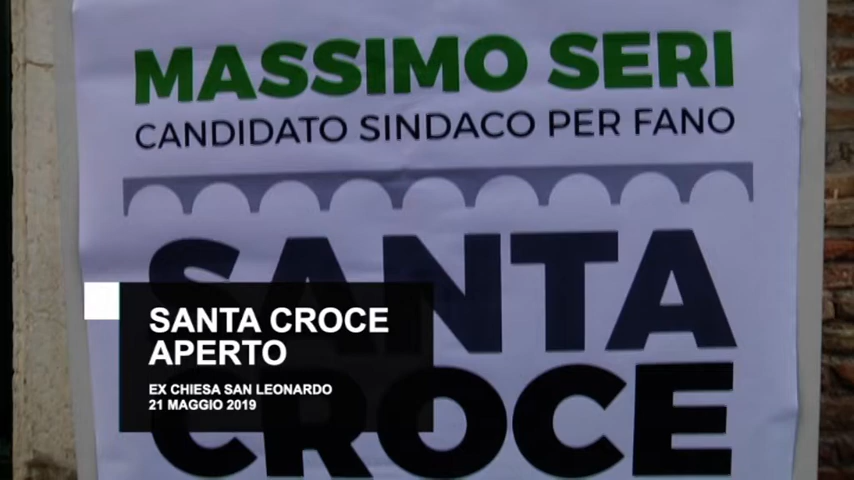 MASSIMO SERI
CANDIDATO SINDACO PER FANO
SANTA
CROCE
SANTA CROCE
APERTO
EX CHIESA SAN LEONARDO
21 MAGGIO 2019